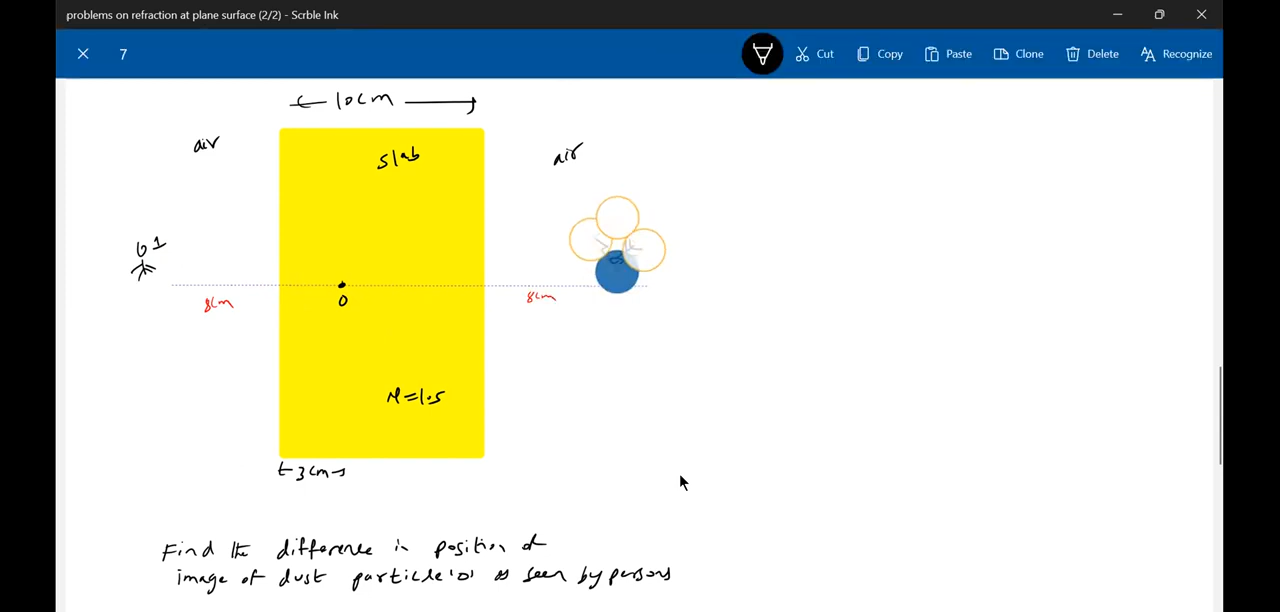 problems on refraction at plane surface (2/2) - Scrble Ink
7
Cut
Copy
Paste
Clone
Delete
Recognize
10cm
air
slab
air
1
8cm
O
8cm
μ=1.5
3cm
Find the difference in position of
image of dust particle 'O' as seen by persons